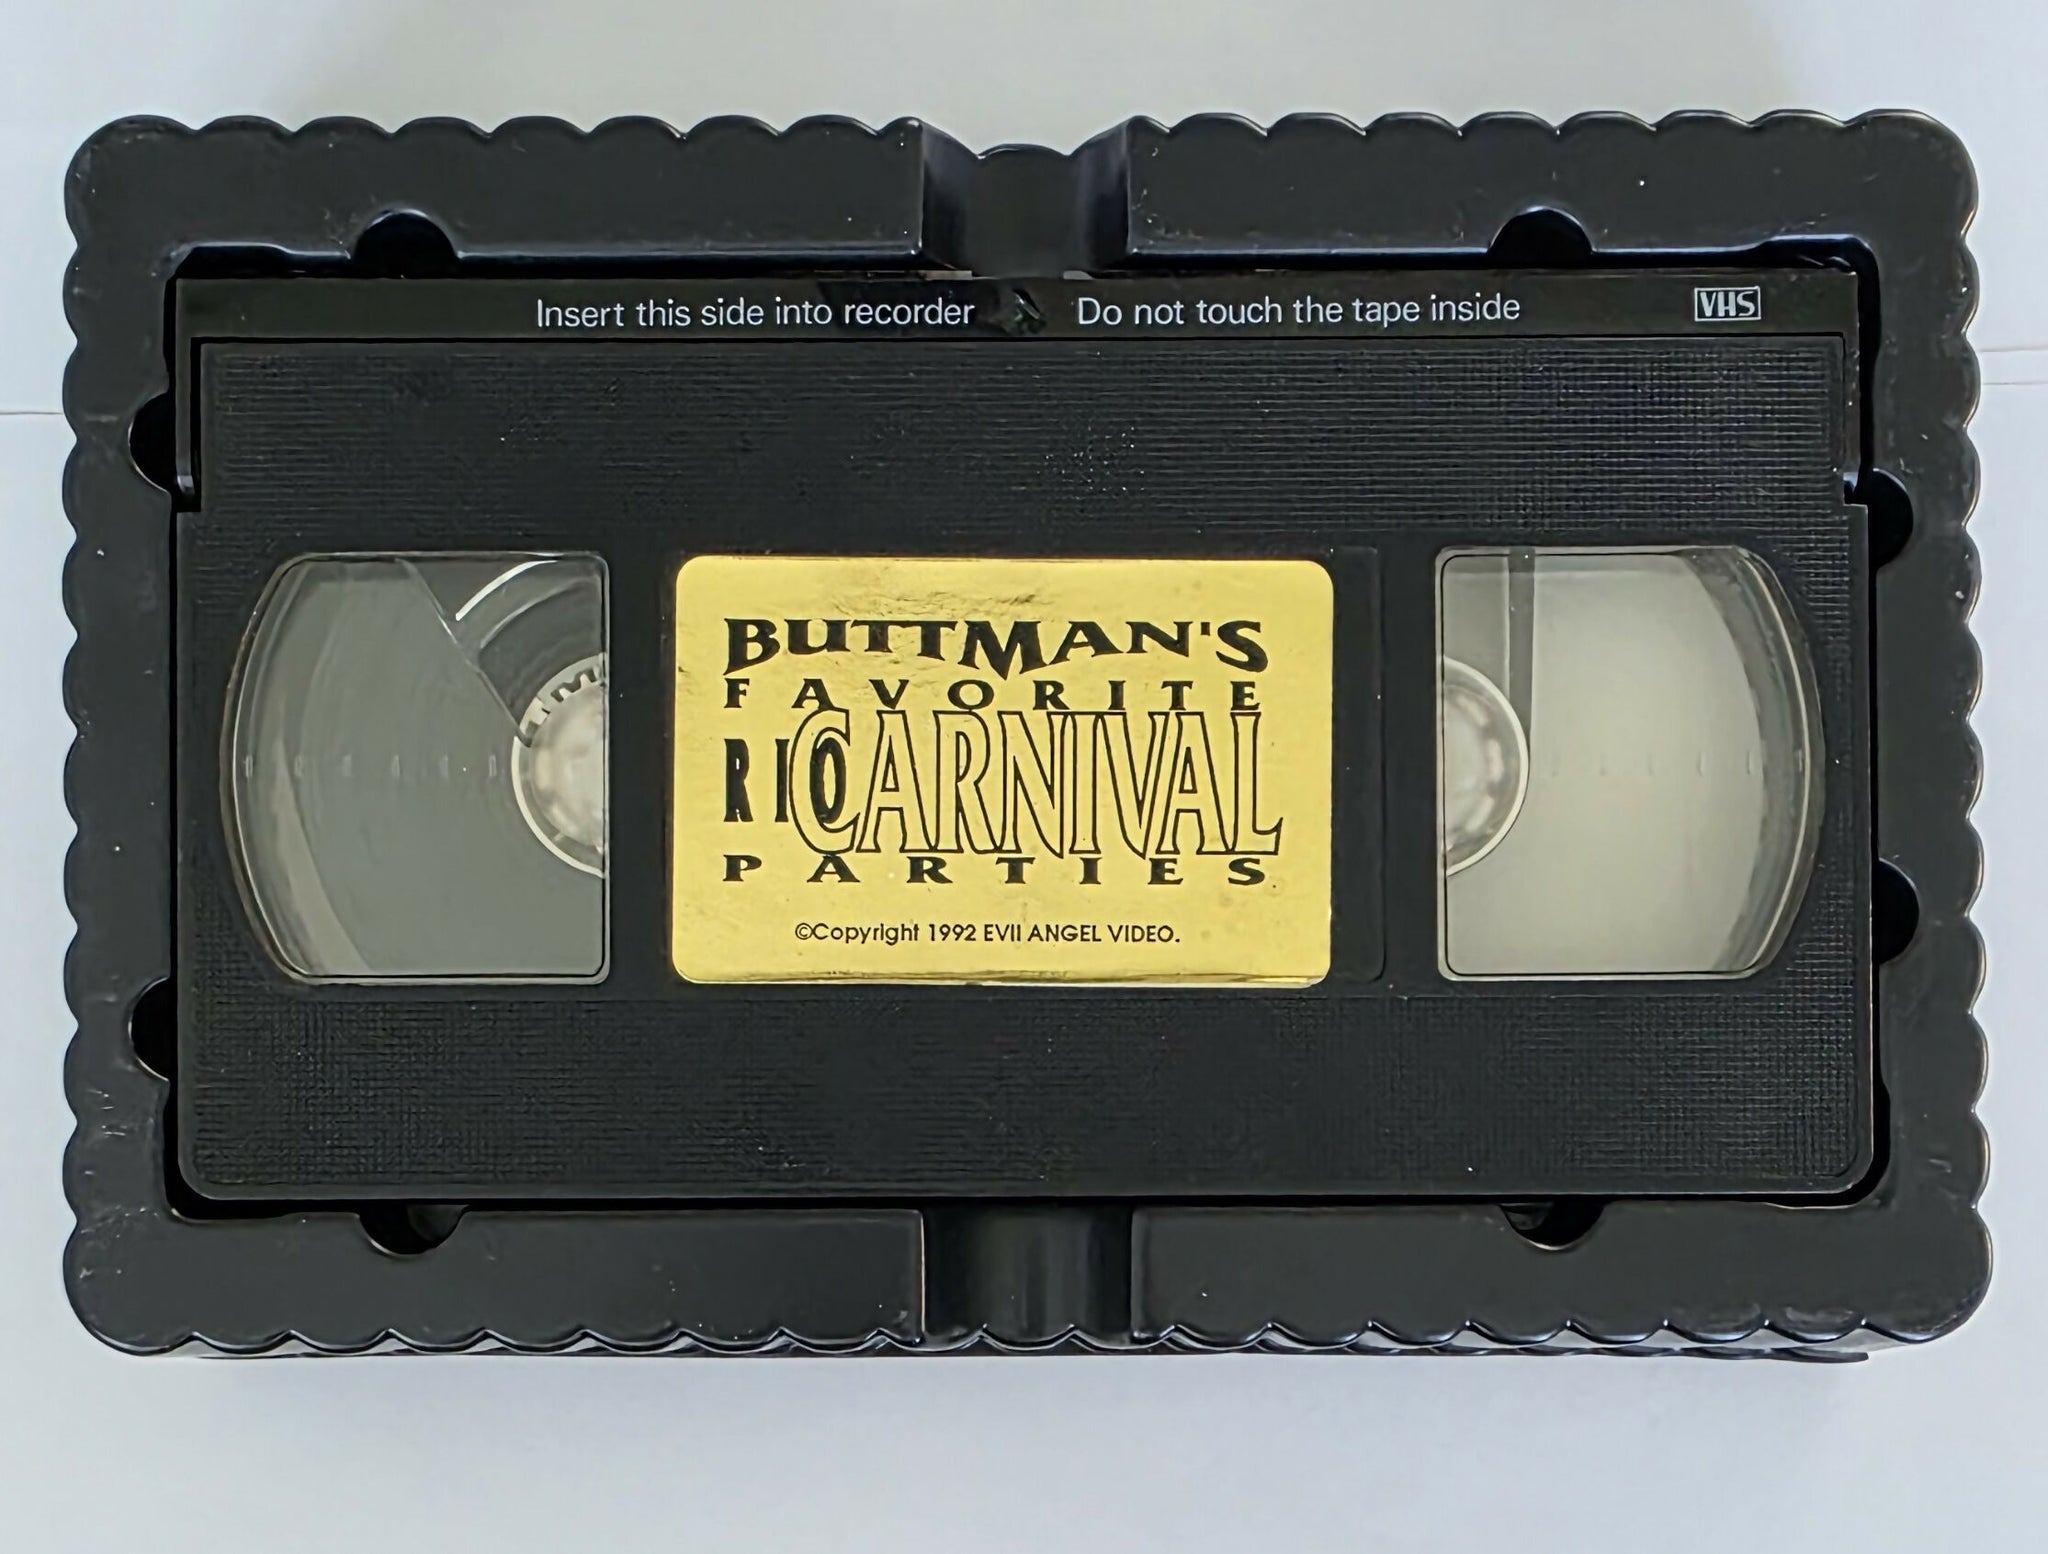 Insert this side into recorder Do not touch the tape inside VHS
BUTTMAN'S
FAVORITE
RIO CARNIVAL
PARTIES
©Copyright 1992 EVIl ANGEL VIDEO.